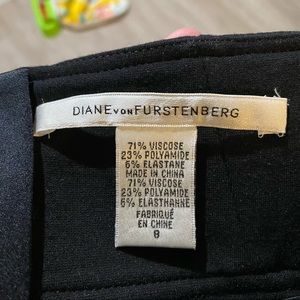 DIANE VON FURSTENBERG
71% VISCOSE
23% POLYAMIDE
6% ELASTANE
MADE IN CHINA
71% VISCOSE
23% POLYAMIDE
6% ELASTHANNE
FABRIQUÉ
EN CHINE
8